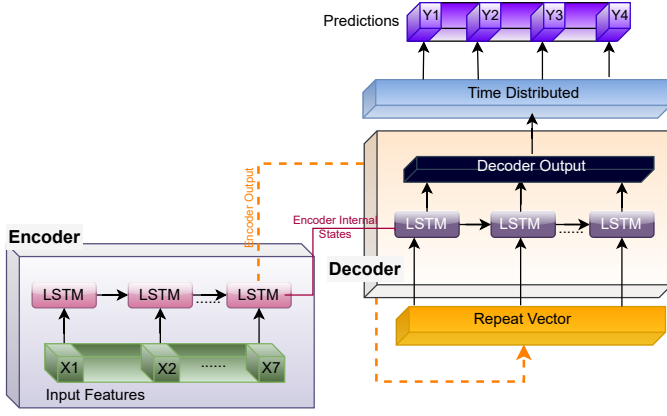 Predictions
Y1 Y2 Y3 Y4
Time Distributed
Decoder Output
Encoder Output
Encoder Internal
States
LSTM LSTM LSTM
......
Encoder
Decoder
LSTM LSTM LSTM
......
Repeat Vector
X1 X2 ...... X7
Input Features